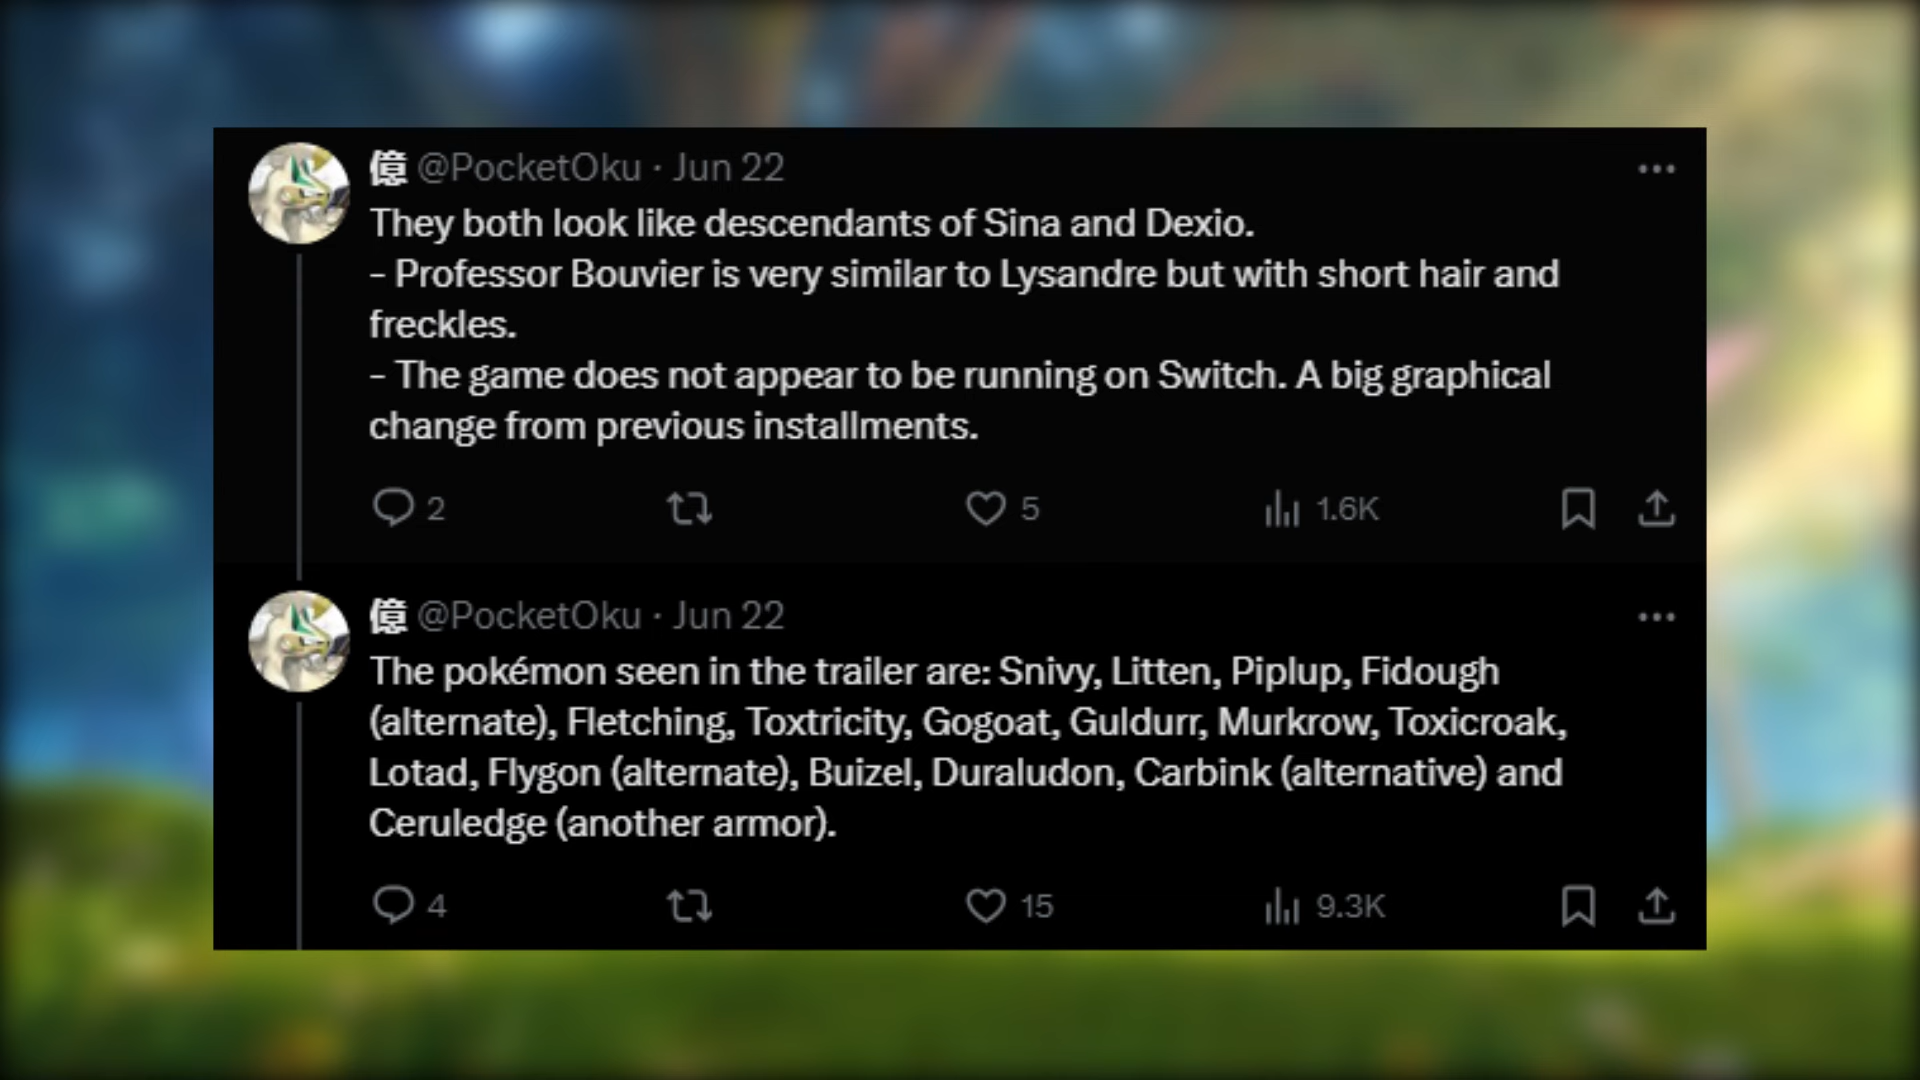 億 @PocketOku · Jun 22
They both look like descendants of Sina and Dexio.
- Professor Bouvier is very similar to Lysandre but with short hair and
freckles.
- The game does not appear to be running on Switch. A big graphical
change from previous installments.
2 5 1.6K
億 @PocketOku · Jun 22
The pokémon seen in the trailer are: Snivy, Litten, Piplup, Fidough
(alternate), Fletching, Toxtricity, Gogoat, Guldurr, Murkrow, Toxicroak,
Lotad, Flygon (alternate), Buizel, Duraludon, Carbink (alternative) and
Ceruledge (another armor).
4 15 9.3K